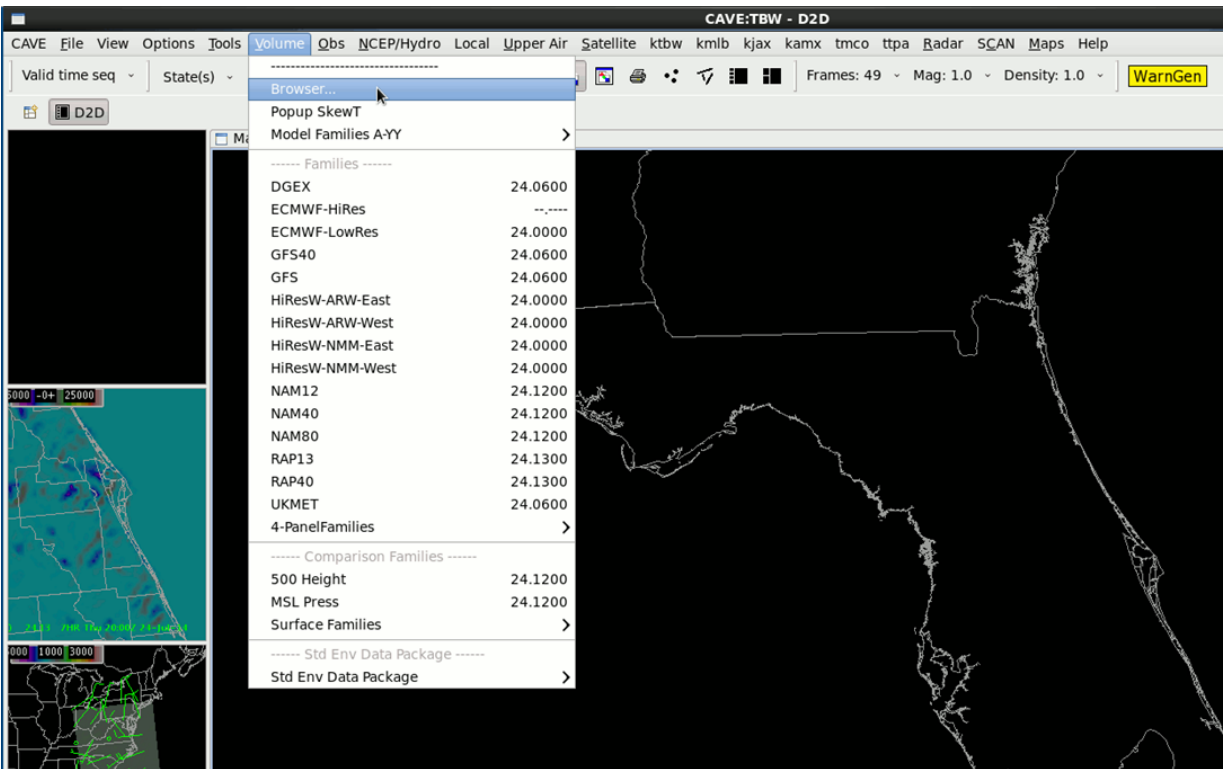 CAVE:TBW - D2D
CAVE File View Options Tools Volume Obs NCEP/Hydro Local Upper Air Satellite ktbw kmlb kjax kamx tmco ttpa Radar SCAN Maps Help
Valid time seq State(s) Frames: 49 Mag: 1.0 Density: 1.0 WarnGen
D2D
---------------------------------
Browser...
Popup SkewT
Model Families A-YY
------ Families ------
DGEX 24.0600
ECMWF-HiRes --.----
ECMWF-LowRes 24.0000
GFS40 24.0600
GFS 24.0600
HiResW-ARW-East 24.0000
HiResW-ARW-West 24.0000
HiResW-NMM-East 24.0000
HiResW-NMM-West 24.0000
NAM12 24.1200
NAM40 24.1200
NAM80 24.1200
RAP13 24.1300
RAP40 24.1300
UKMET 24.0600
4-PanelFamilies
------ Comparison Families ------
500 Height 24.1200
MSL Press 24.1200
Surface Families
------ Std Env Data Package ------
Std Env Data Package
-0+ 25000
24.13 7HR Thu 20:00Z
1000 3000